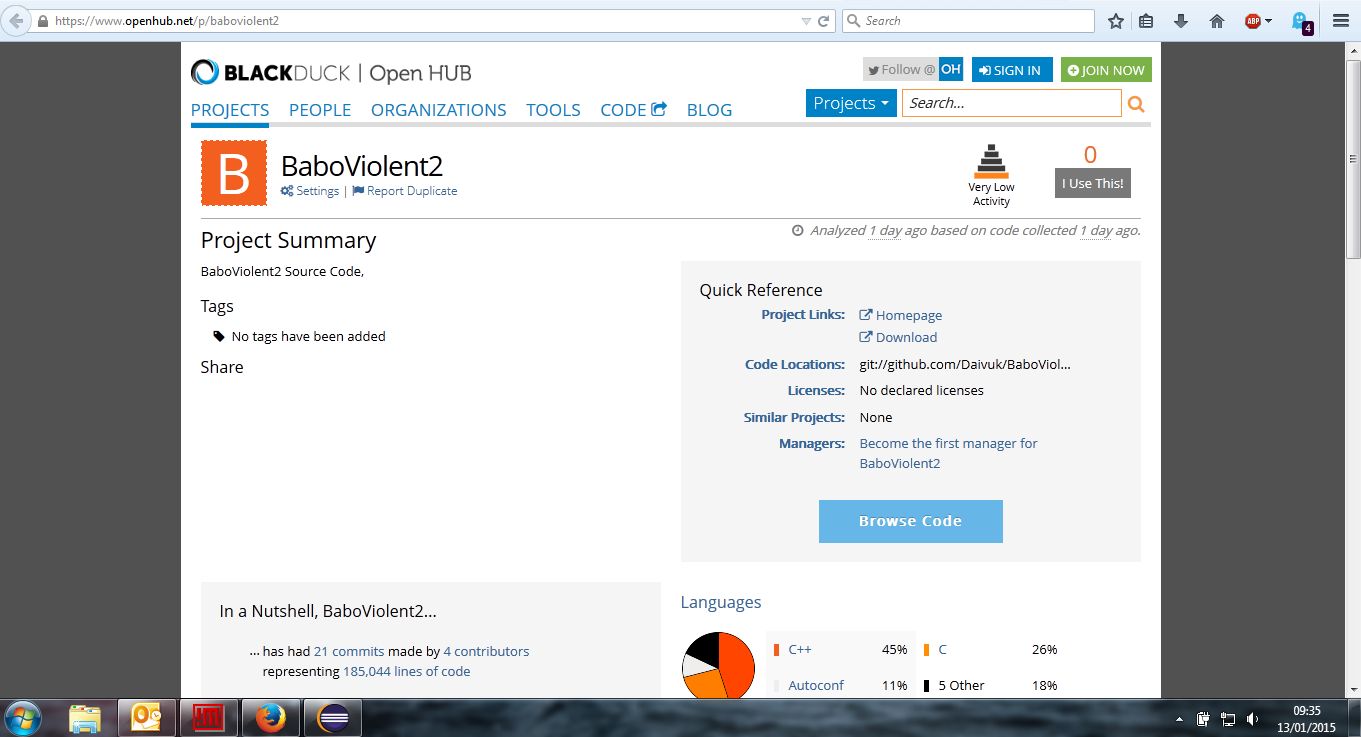 https://www.openhub.net/p/baboviolent2
Search
ABP
4
BLACKDUCK | Open HUB
Follow @ OH
SIGN IN
JOIN NOW
PROJECTS PEOPLE ORGANIZATIONS TOOLS CODE BLOG
Projects
Search...
B
BaboViolent2
Settings | Report Duplicate
Very Low
Activity
0
I Use This!
Analyzed 1 day ago based on code collected 1 day ago.
Project Summary
BaboViolent2 Source Code,
Tags
No tags have been added
Share
Quick Reference
Project Links: Homepage
Download
Code Locations: git://github.com/Daivuk/BaboViol...
Licenses: No declared licenses
Similar Projects: None
Managers: Become the first manager for
BaboViolent2
Browse Code
In a Nutshell, BaboViolent2...
... has had 21 commits made by 4 contributors
representing 185,044 lines of code
Languages
C++ 45% C 26%
Autoconf 11% 5 Other 18%
09:35
13/01/2015